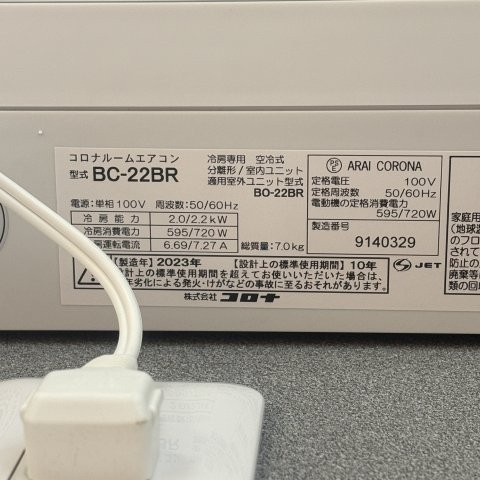 コロナルームエアコン
型式 BC-22BR
冷房専用 空冷式
分離形/室内ユニット
適用室外ユニット型式
BO-22BR
電源:単相100V 周波数:50/60Hz
冷房能力 2.0/2.2kW
冷房消費電力 595/720W
房運転電流 6.69/7.27A
総質量:7.0kg
PSE ARAI CORONA
定格電圧 100V
定格周波数 50/60Hz
電動機の定格消費電力
595/720W
製造番号
9140329
【製造年】2023年 【設計上の標準使用期間】10年
【設計上の標準使用期間を超えてお使いいただいた場合は、
年劣化による発火・けがなどの事故に至るおそれがあります。
株式会社 コロナ
JET
家庭用
(地球温
のフロ
されて
防止の
廃棄等
類の回収